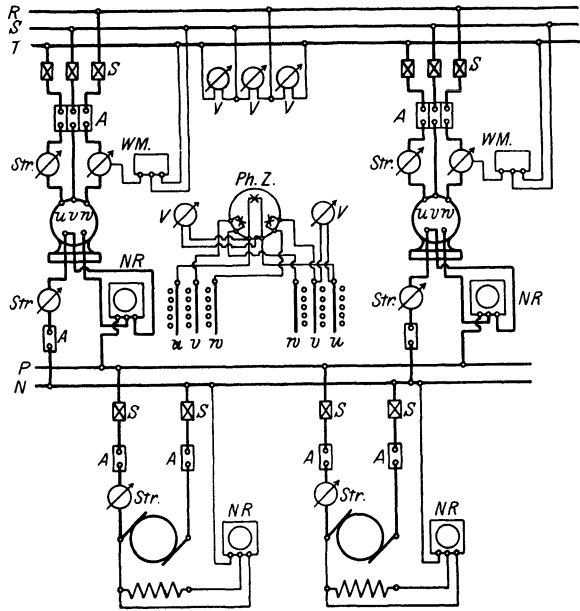 R
S
T
S S
V V V
A A
WM. WM.
Str. Str.
Ph. Z.
V V
u v w u v w
NR NR
Str Str.
A
u v w w v u
P
N
S S S S
A A A A
Str. Str.
NR NR